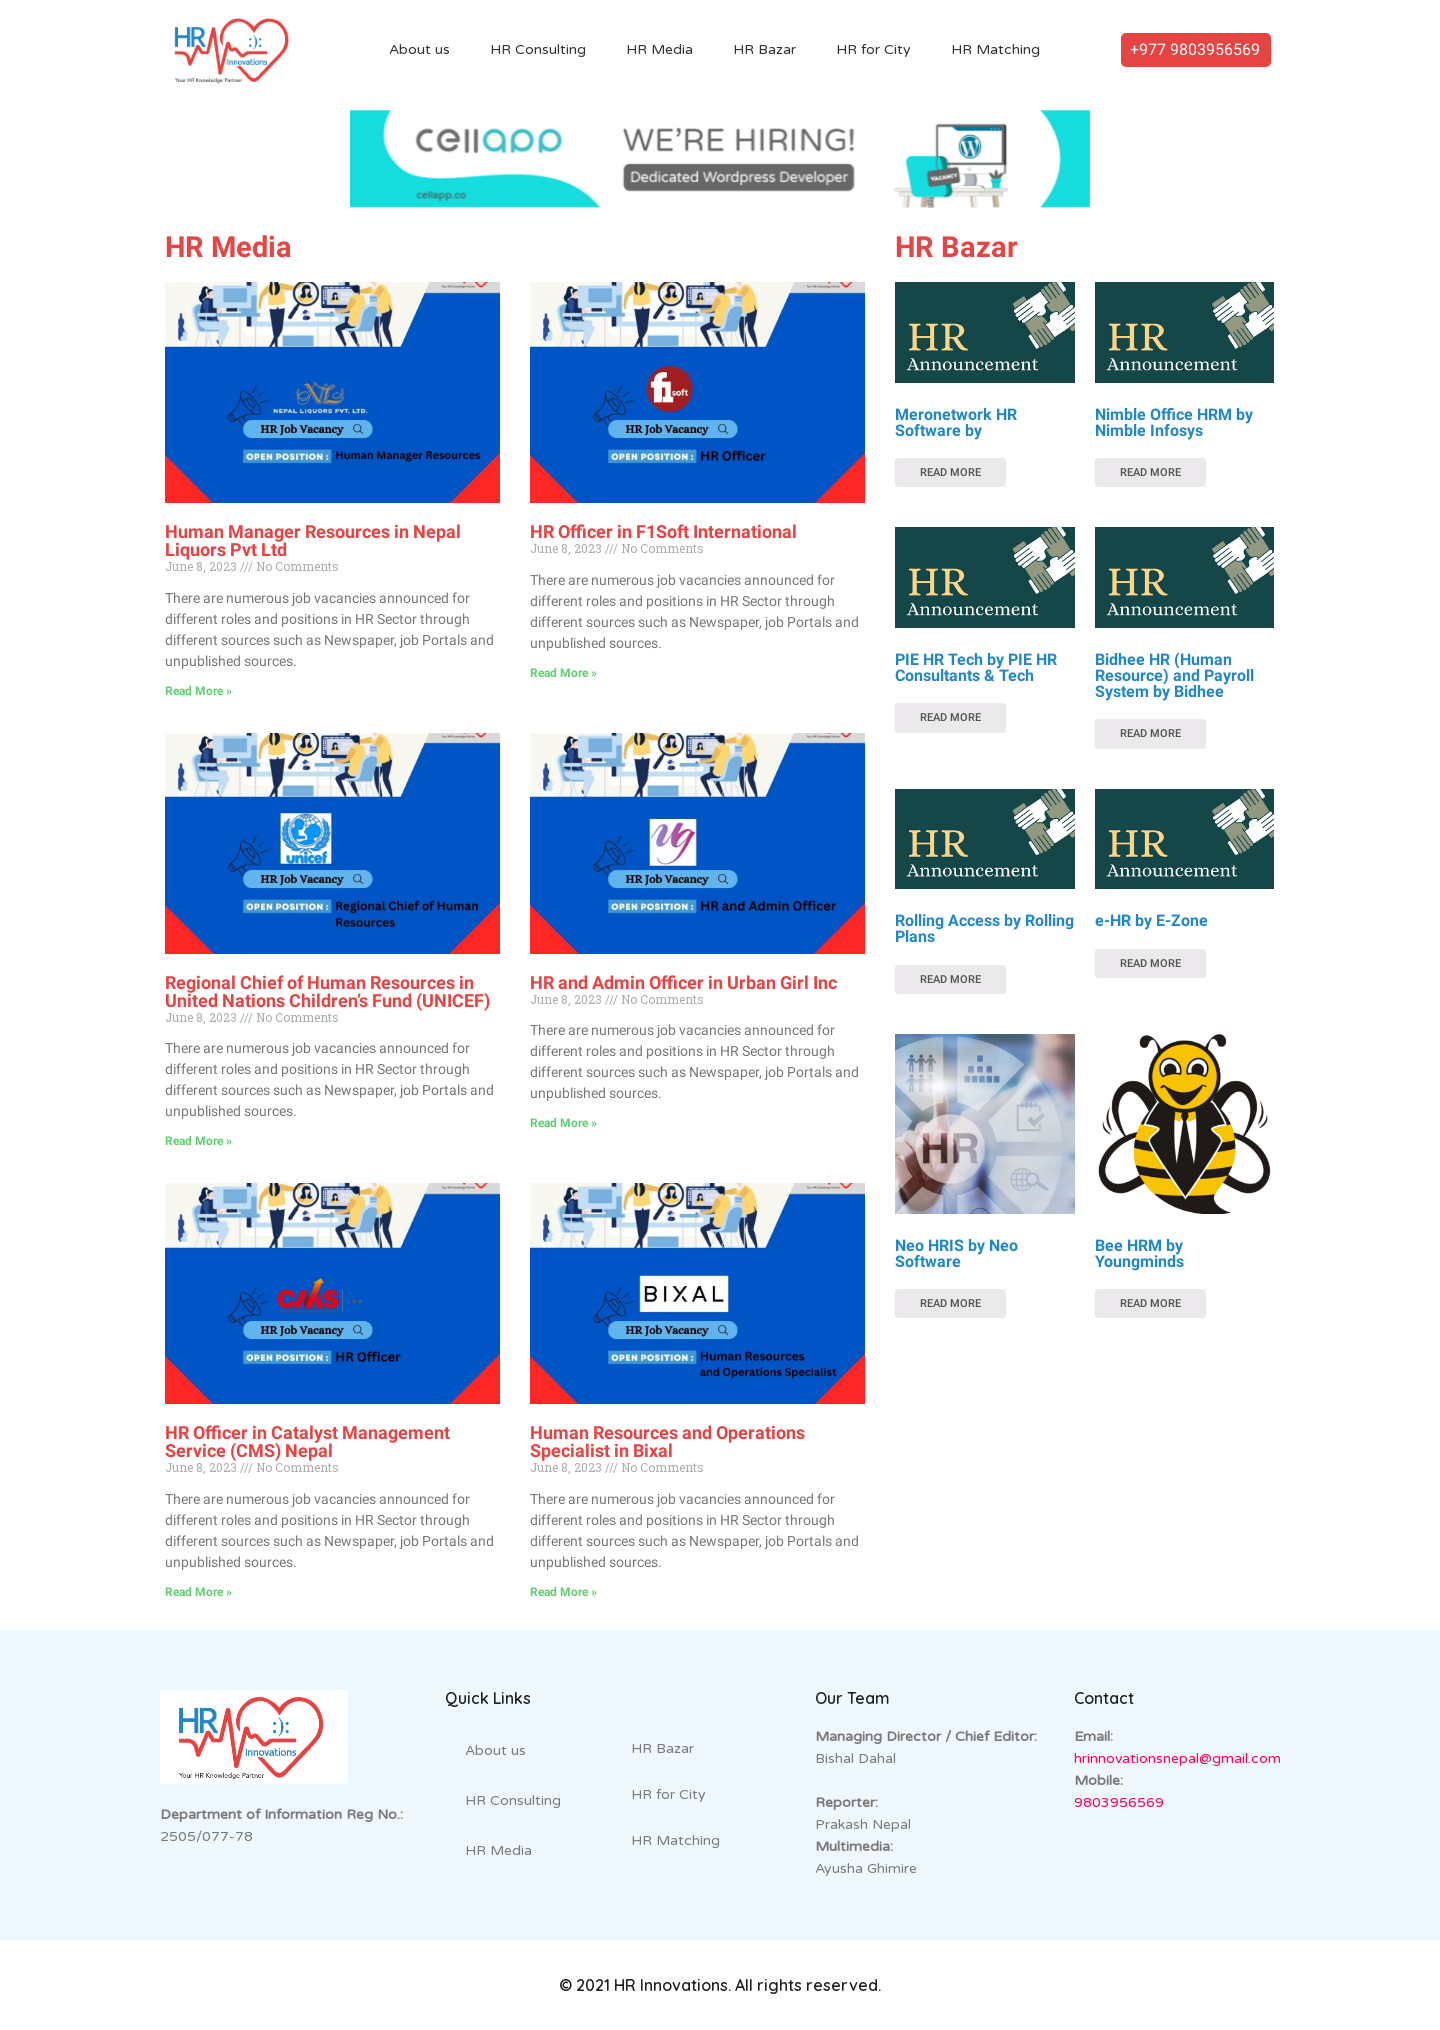 HR
:):
Innovations
Your HR Knowledge Partner
About us
HR Consulting
HR Media
HR Bazar
HR for City
HR Matching
+977 9803956569
cellapp
cellapp.co
WE'RE HIRING!
Dedicated Wordpress Developer
VACANCY
HR Media
NEPAL LIQUORS PVT. LTD.
HR Job Vacancy
OPEN POSITION : Human Manager Resources
Human Manager Resources in Nepal
Liquors Pvt Ltd
June 8, 2023 /// No Comments
There are numerous job vacancies announced for
different roles and positions in HR Sector through
different sources such as Newspaper, job Portals and
unpublished sources.
Read More »
f1soft
HR Job Vacancy
OPEN POSITION : HR Officer
HR Officer in F1Soft International
June 8, 2023 /// No Comments
There are numerous job vacancies announced for
different roles and positions in HR Sector through
different sources such as Newspaper, job Portals and
unpublished sources.
Read More »
unicef
HR Job Vacancy
OPEN POSITION : Regional Chief of Human
Resources
Regional Chief of Human Resources in
United Nations Children’s Fund (UNICEF)
June 8, 2023 /// No Comments
There are numerous job vacancies announced for
different roles and positions in HR Sector through
different sources such as Newspaper, job Portals and
unpublished sources.
Read More »
ug
HR Job Vacancy
OPEN POSITION : HR and Admin Officer
HR and Admin Officer in Urban Girl Inc
June 8, 2023 /// No Comments
There are numerous job vacancies announced for
different roles and positions in HR Sector through
different sources such as Newspaper, job Portals and
unpublished sources.
Read More »
CMS
HR Job Vacancy
OPEN POSITION : HR Officer
HR Officer in Catalyst Management
Service (CMS) Nepal
June 8, 2023 /// No Comments
There are numerous job vacancies announced for
different roles and positions in HR Sector through
different sources such as Newspaper, job Portals and
unpublished sources.
Read More »
BIXAL
HR Job Vacancy
OPEN POSITION : Human Resources
and Operations Specialist
Human Resources and Operations
Specialist in Bixal
June 8, 2023 /// No Comments
There are numerous job vacancies announced for
different roles and positions in HR Sector through
different sources such as Newspaper, job Portals and
unpublished sources.
Read More »
HR Bazar
HR
Announcement
Meronetwork HR
Software by
READ MORE
HR
Announcement
Nimble Office HRM by
Nimble Infosys
READ MORE
HR
Announcement
PIE HR Tech by PIE HR
Consultants & Tech
READ MORE
HR
Announcement
Bidhee HR (Human
Resource) and Payroll
System by Bidhee
READ MORE
HR
Announcement
Rolling Access by Rolling
Plans
READ MORE
HR
Announcement
e-HR by E-Zone
READ MORE
HR
Neo HRIS by Neo
Software
READ MORE
Bee HRM by
Youngminds
READ MORE
HR
:):
Innovations
Your HR Knowledge Partner
Department of Information Reg No.:
2505/077-78
Quick Links
About us
HR Consulting
HR Media
HR Bazar
HR for City
HR Matching
Our Team
Managing Director / Chief Editor:
Bishal Dahal
Reporter:
Prakash Nepal
Multimedia:
Ayusha Ghimire
Contact
Email:
hrinnovationsnepal@gmail.com
Mobile:
9803956569
© 2021 HR Innovations. All rights reserved.